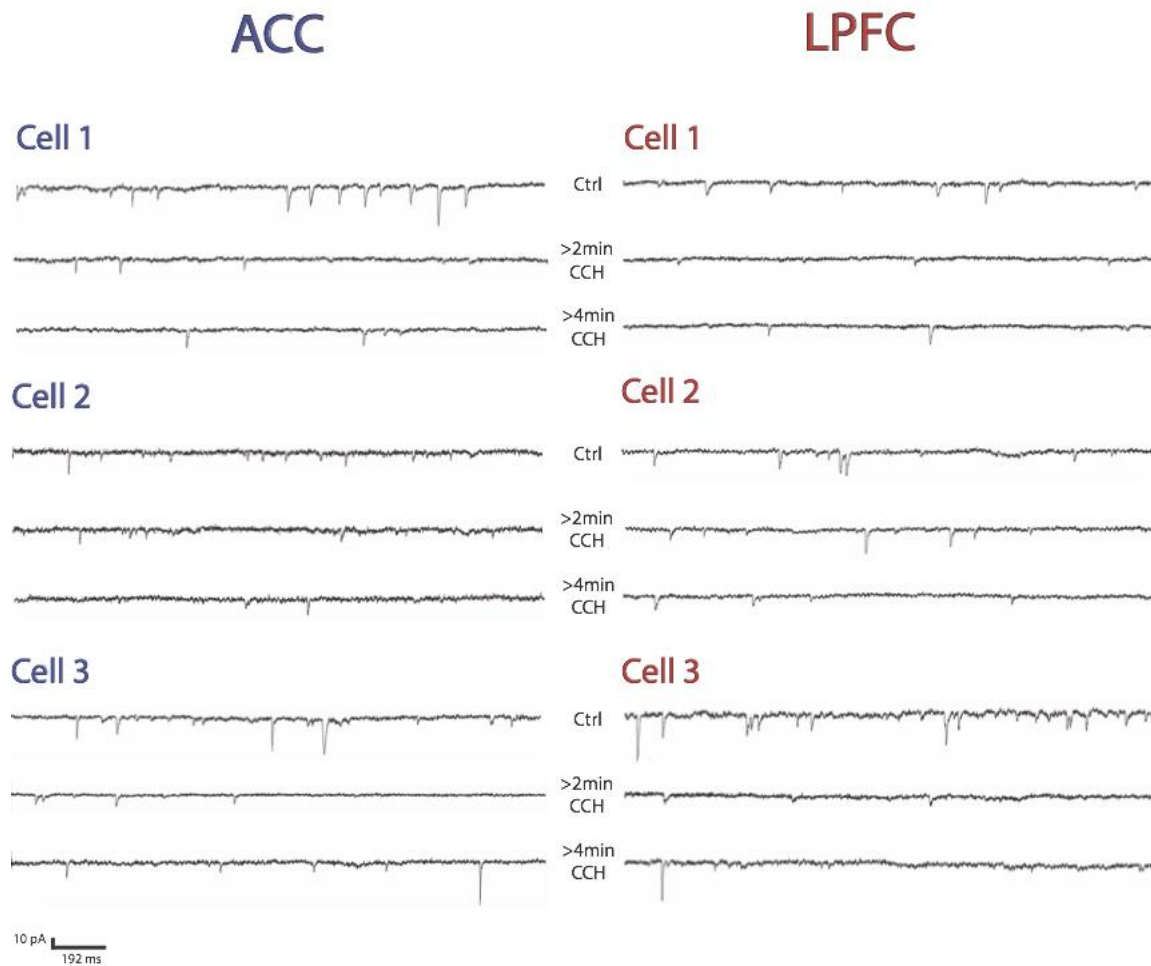 ACC LPFC
Cell 1 Cell 1
Ctrl
>2min
CCH
>4min
CCH
Cell 2 Cell 2
Ctrl
>2min
CCH
>4min
CCH
Cell 3 Cell 3
Ctrl
>2min
CCH
>4min
CCH
10 pA
192 ms